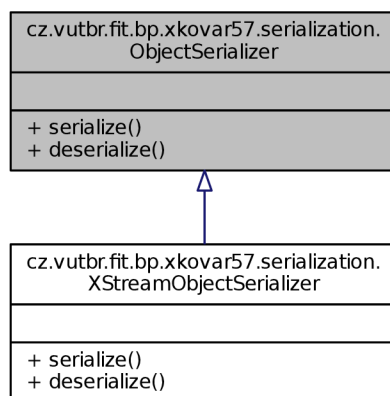 cz.vutbr.fit.bp.xkovar57.serialization.
ObjectSerializer
+ serialize()
+ deserialize()
cz.vutbr.fit.bp.xkovar57.serialization.
XStreamObjectSerializer
+ serialize()
+ deserialize()